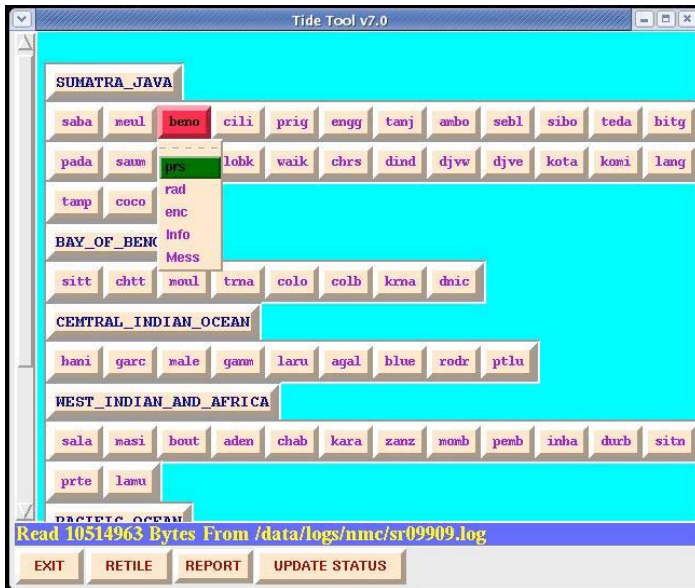 Tide Tool v7.0
SUMATRA_JAVA
saba meul beno cili prig engg tanj ambo sebl sibo teda bitg
pada saum lobk waik chrs dind djvw djve kota komi lang
prs
rad
enc
Info
Mess
tanp coco
BAY_OF_BENG
sitt chtt moul trna colo colb krna dnic
CEMTRAL_INDIAN_OCEAN
hani garc male ganm laru agal blue rodr ptlu
WEST_INDIAN_AND_AFRICA
sala masi bout aden chab kara zanz momb pemb inha durb sitn
prte lamu
PACIFIC_OCEAN
Read 10514963 Bytes From /data/logs/nmc/sr09909.log
EXIT RETILE REPORT UPDATE STATUS